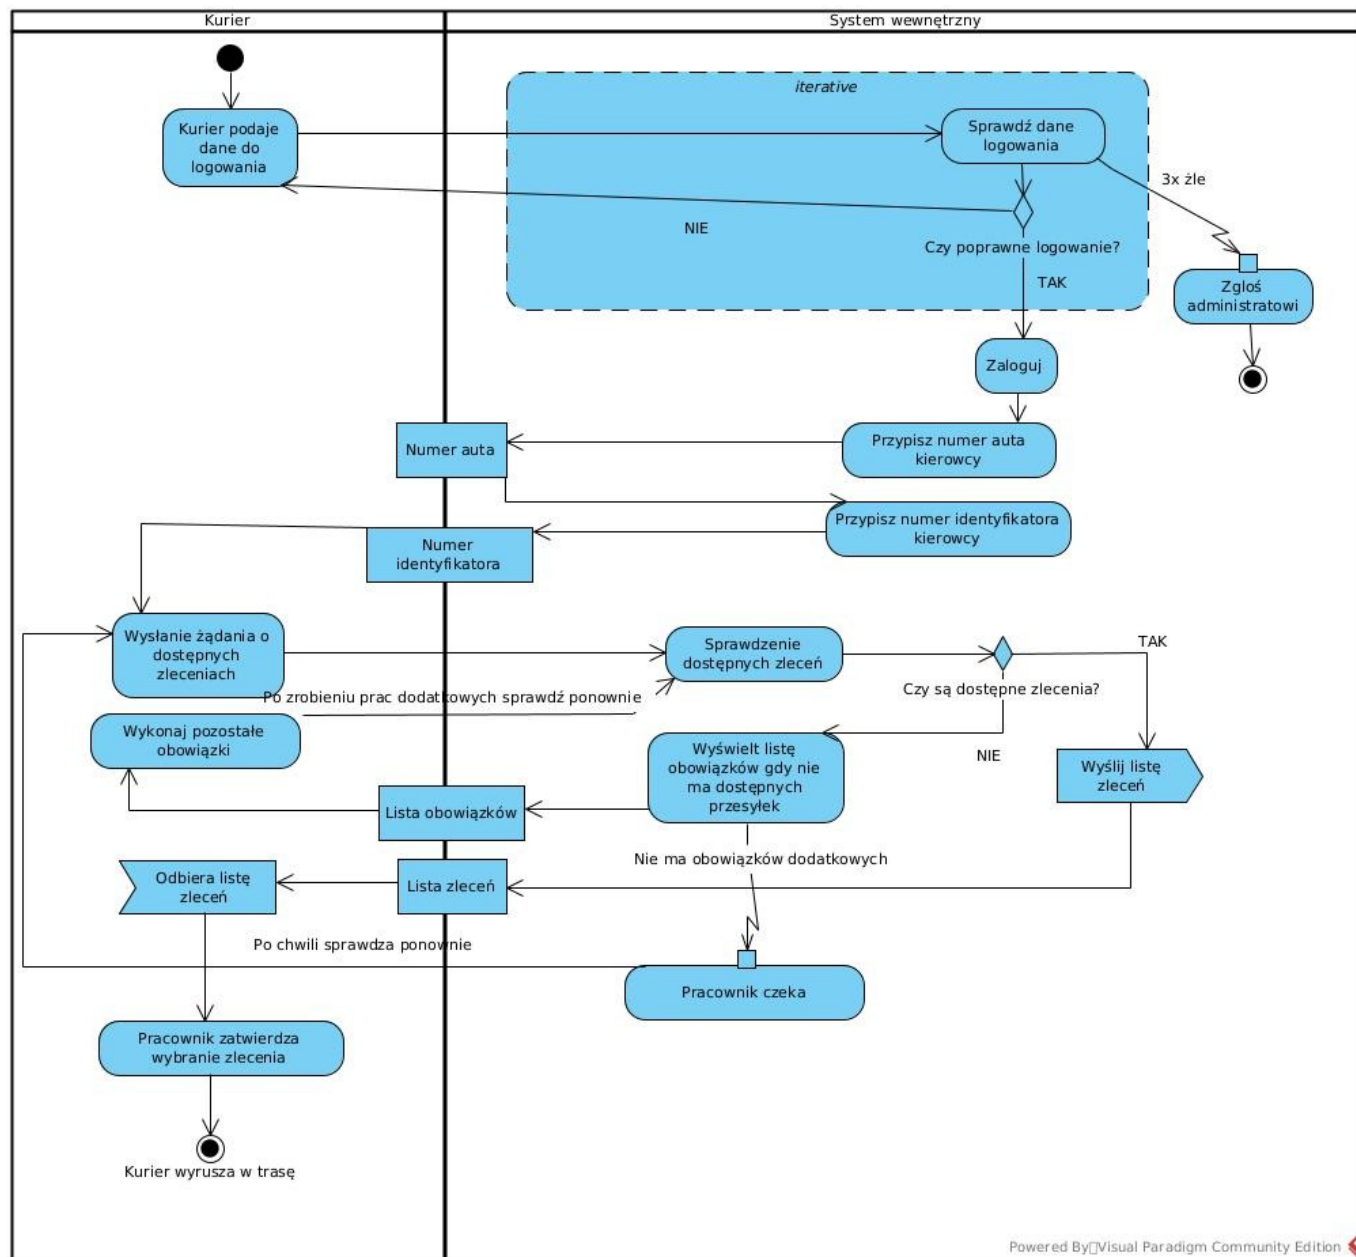 Kurier
System wewnętrzny
iterative
Kurier podaje
dane do
logowania
Sprawdź dane
logowania
3x żle
NIE
Czy poprawne logowanie?
TAK
Zgloś
administratowi
Zaloguj
Numer auta
Przypisz numer auta
kierowcy
Przypisz numer identyfikatora
kierowcy
Numer
identyfikatora
Wysłanie żądania o
dostępnych
zleceniach
Sprawdzenie
dostępnych zleceń
TAK
Czy są dostępne zlecenia?
Po zrobieniu prac dodatkowych sprawdź ponownie
Wykonaj pozostałe
obowiązki
Wyświelt listę
obowiązków gdy nie
ma dostępnych
przesyłek
NIE
Wyślij listę
zleceń
Lista obowiązków
Nie ma obowiązków dodatkowych
Odbiera listę
zleceń
Lista zleceń
Po chwili sprawdza ponownie
Pracownik czeka
Pracownik zatwierdza
wybranie zlecenia
Kurier wyrusza w trasę
Powered By Visual Paradigm Community Edition